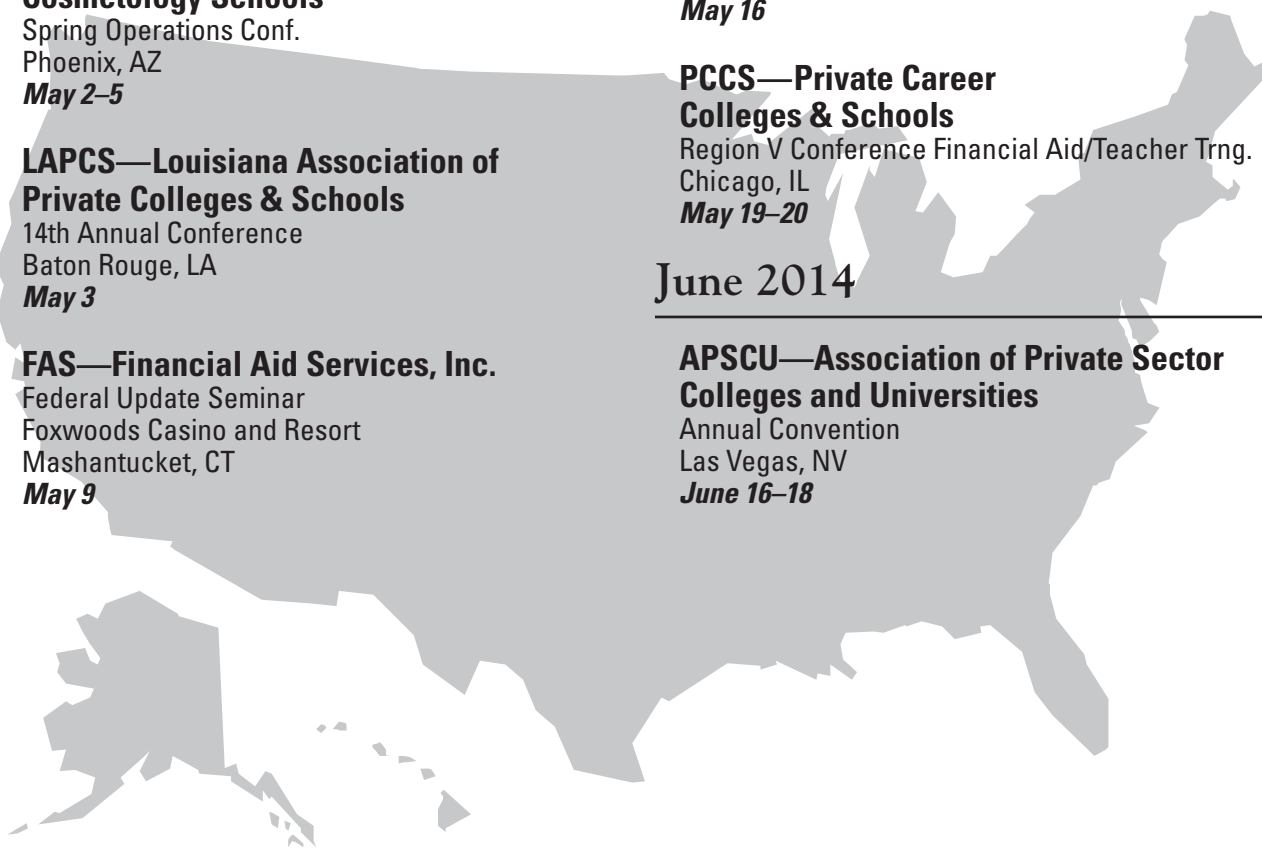 Cosmetology Schools
Spring Operations Conf.
Phoenix, AZ
May 2–5
LAPCS—Louisiana Association of
Private Colleges & Schools
14th Annual Conference
Baton Rouge, LA
May 3
FAS—Financial Aid Services, Inc.
Federal Update Seminar
Foxwoods Casino and Resort
Mashantucket, CT
May 9
May 16
PCCS—Private Career
Colleges & Schools
Region V Conference Financial Aid/Teacher Trng.
Chicago, IL
May 19–20
June 2014
APSCU—Association of Private Sector
Colleges and Universities
Annual Convention
Las Vegas, NV
June 16–18